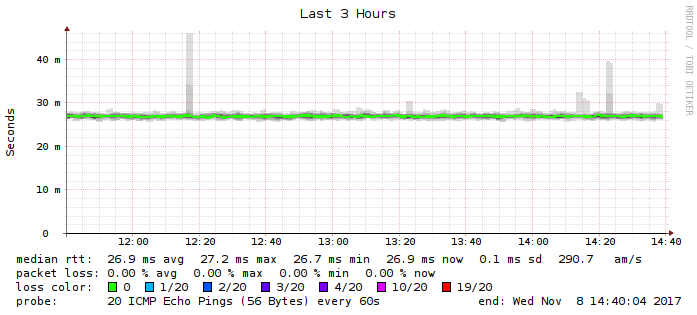 Last 3 Hours
RRDTOOL / TOBI OETIKER
Seconds
40 m
30 m
20 m
10 m
0
12:00 12:20 12:40 13:00 13:20 13:40 14:00 14:20 14:40
median rtt: 26.9 ms avg 27.2 ms max 26.7 ms min 26.9 ms now 0.1 ms sd 290.7 am/s
packet loss: 0.00 % avg 0.00 % max 0.00 % min 0.00 % now
loss color: 0 1/20 2/20 3/20 4/20 10/20 19/20
probe: 20 ICMP Echo Pings (56 Bytes) every 60s end: Wed Nov 8 14:40:04 2017